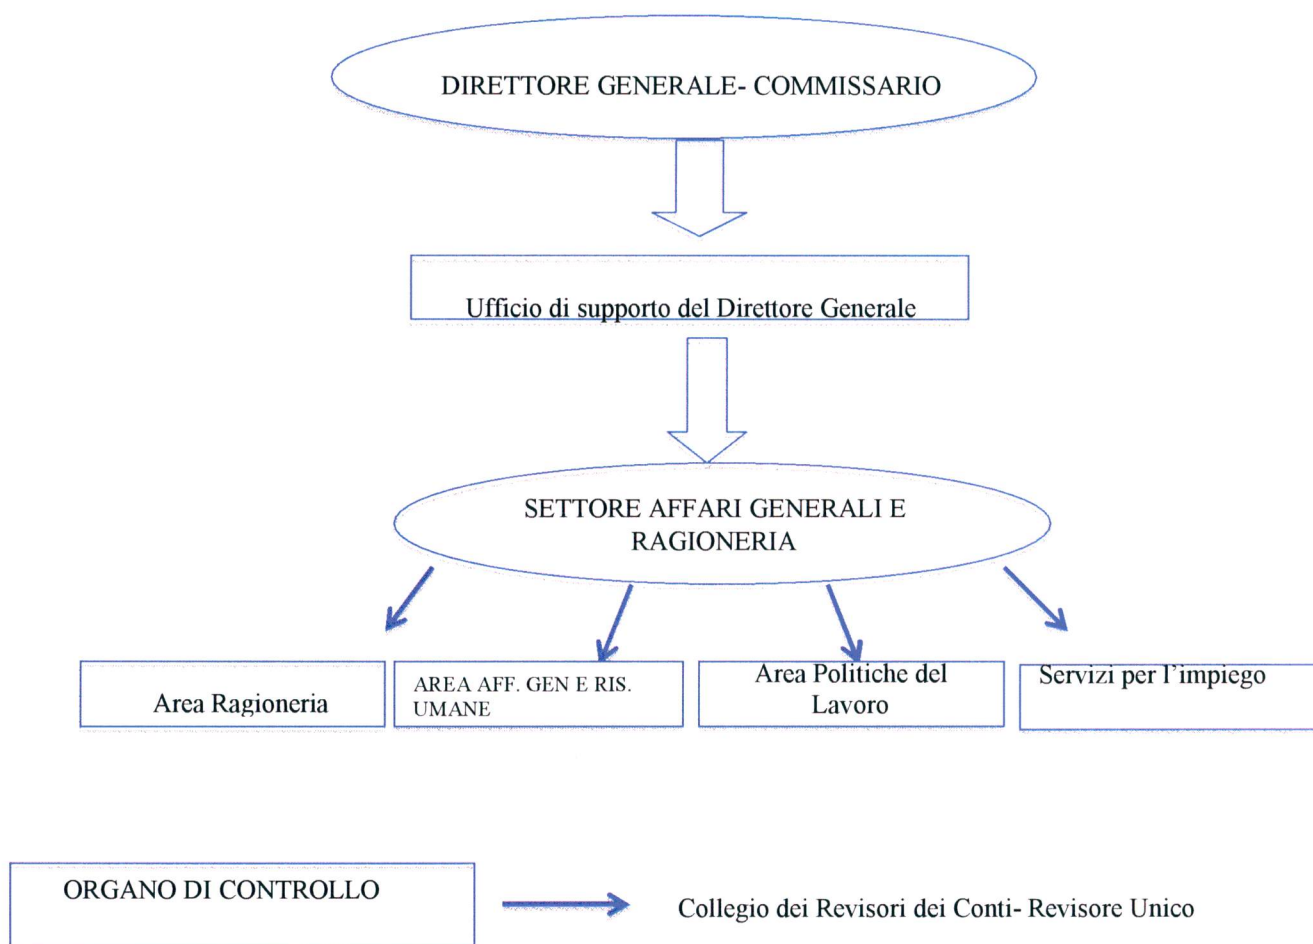 DIRETTORE GENERALE- COMMISSARIO
Ufficio di supporto del Direttore Generale
SETTORE AFFARI GENERALI E
RAGIONERIA
Area Ragioneria
AREA AFF. GEN E RIS.
UMANE
Area Politiche del
Lavoro
Servizi per l'impiego
ORGANO DI CONTROLLO
Collegio dei Revisori dei Conti- Revisore Unico